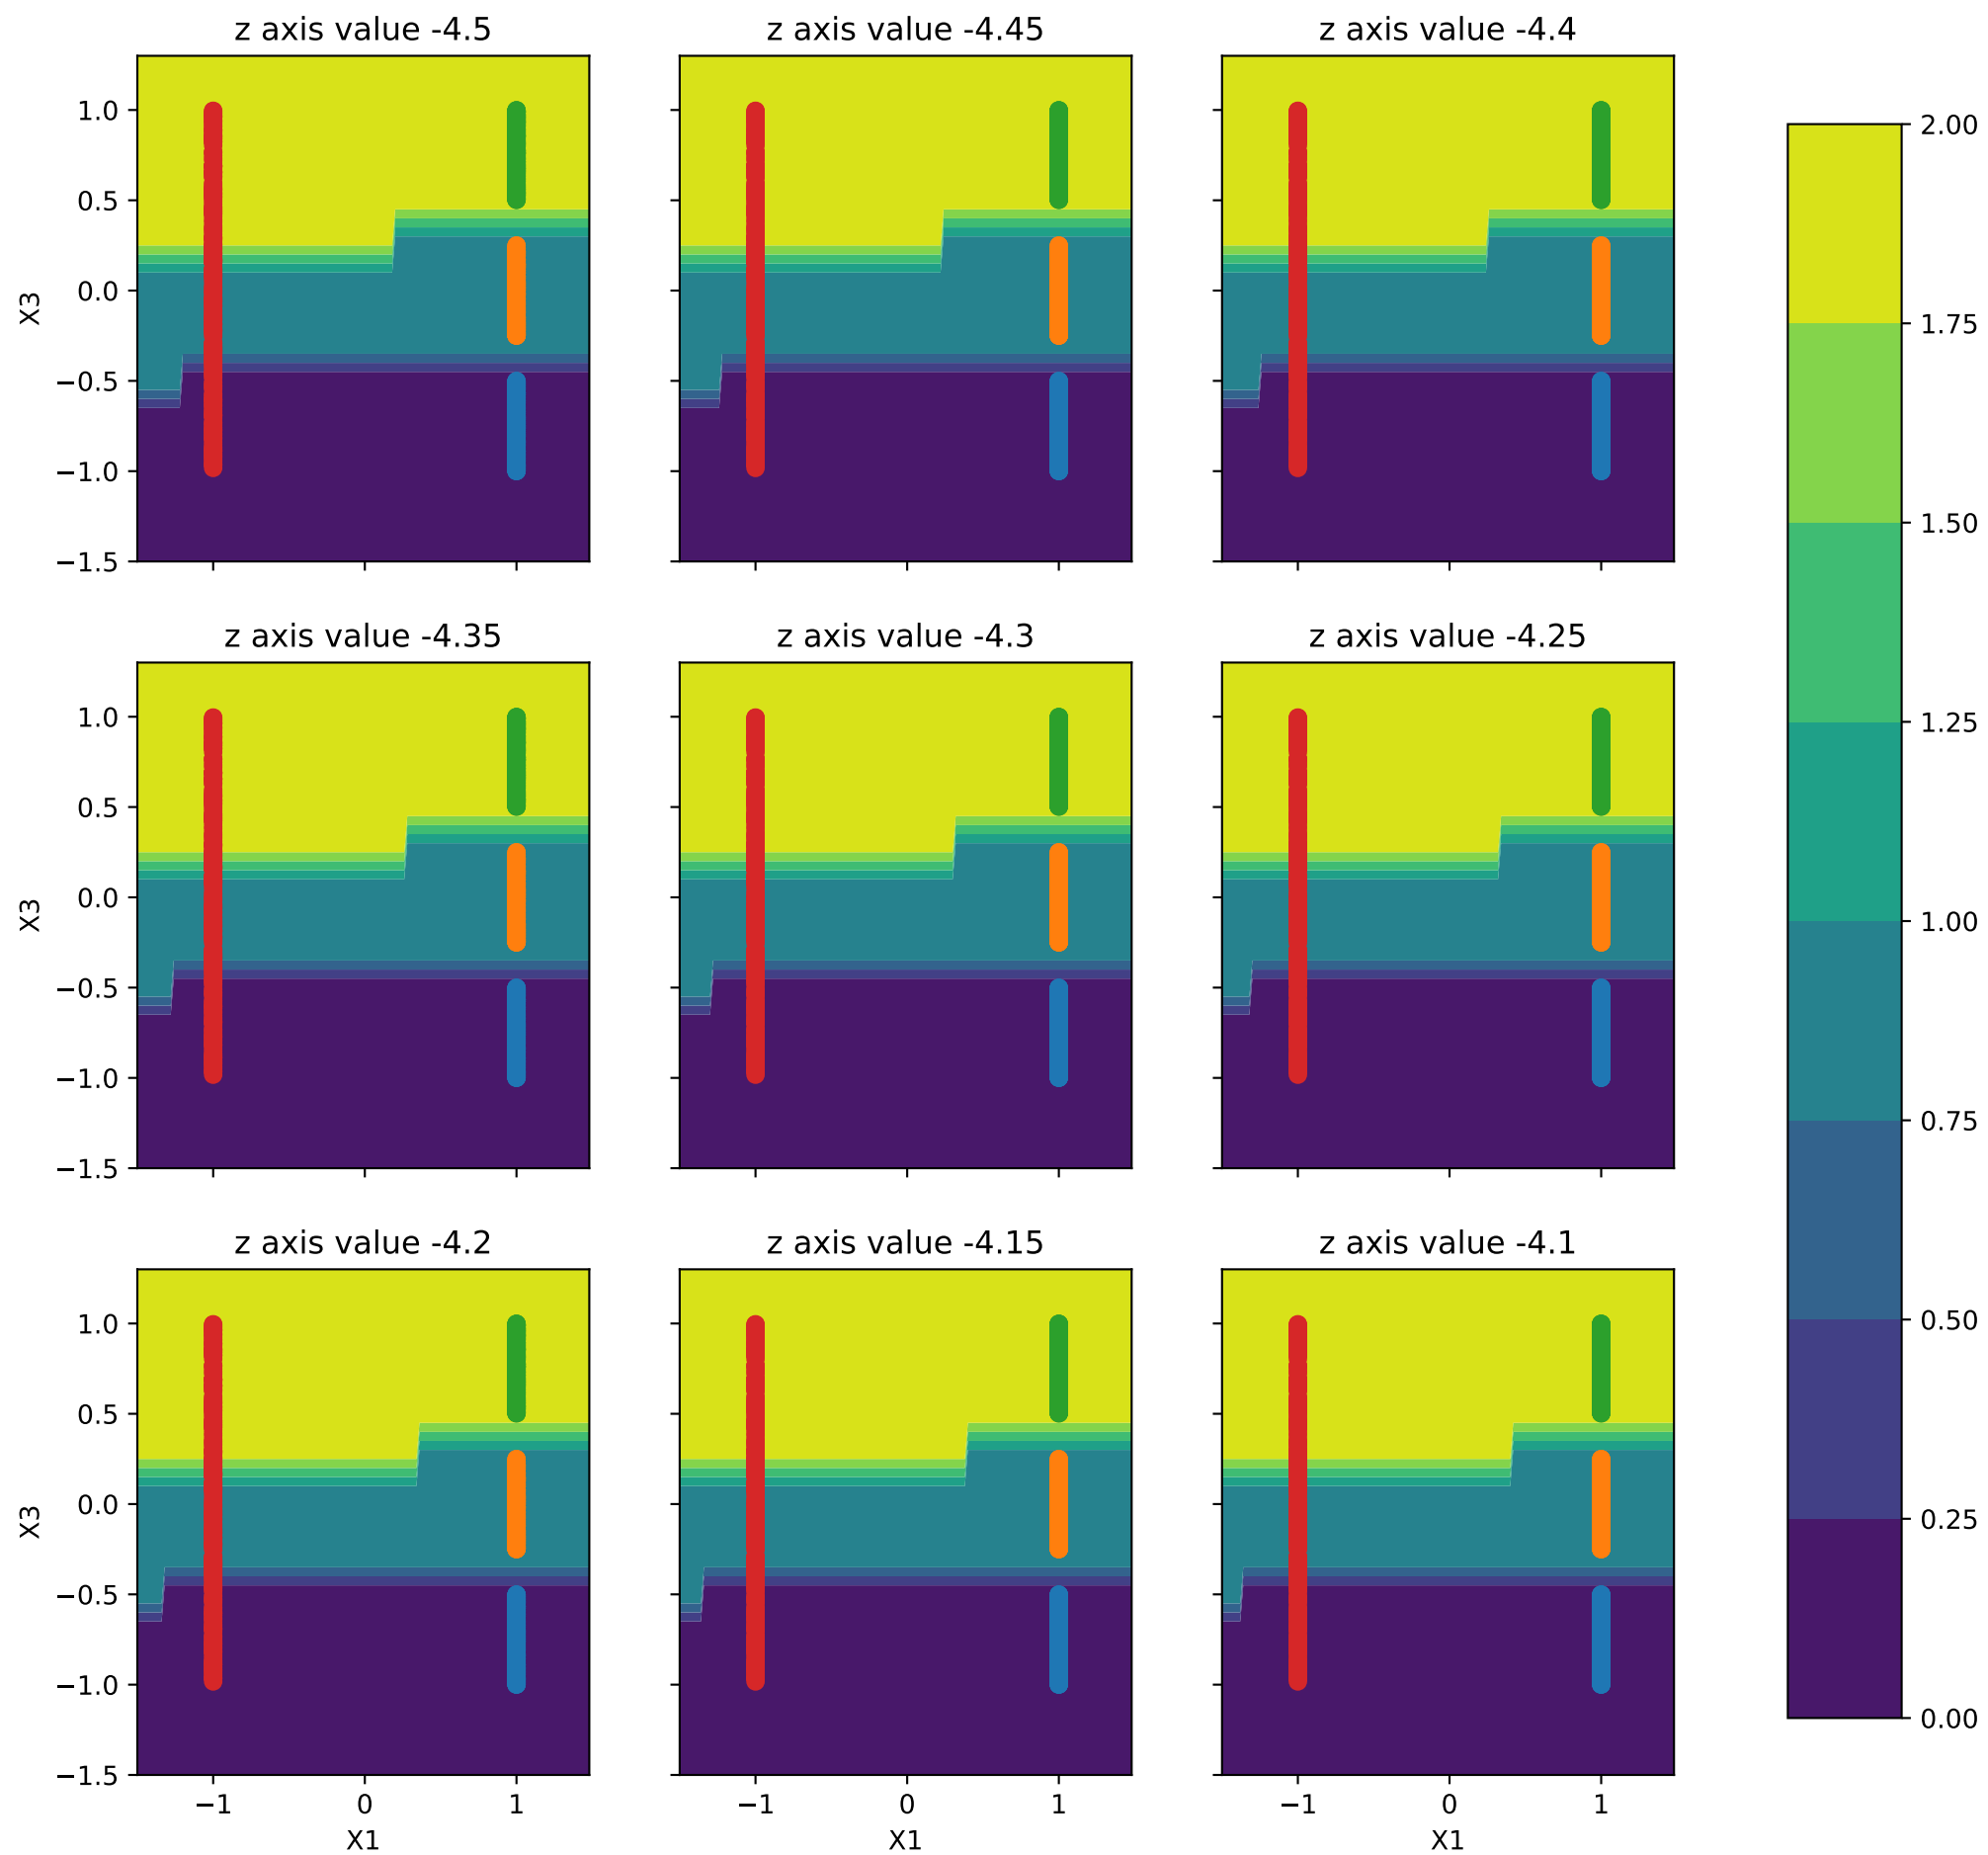 z axis value -4.5
z axis value -4.45
z axis value -4.4
1.0
0.5
0.0
−0.5
−1.0
−1.5
X3
z axis value -4.35
z axis value -4.3
z axis value -4.25
1.0
0.5
0.0
−0.5
−1.0
−1.5
X3
z axis value -4.2
z axis value -4.15
z axis value -4.1
1.0
0.5
0.0
−0.5
−1.0
−1.5
X3
−1 0 1
X1
−1 0 1
X1
−1 0 1
X1
2.00
1.75
1.50
1.25
1.00
0.75
0.50
0.25
0.00